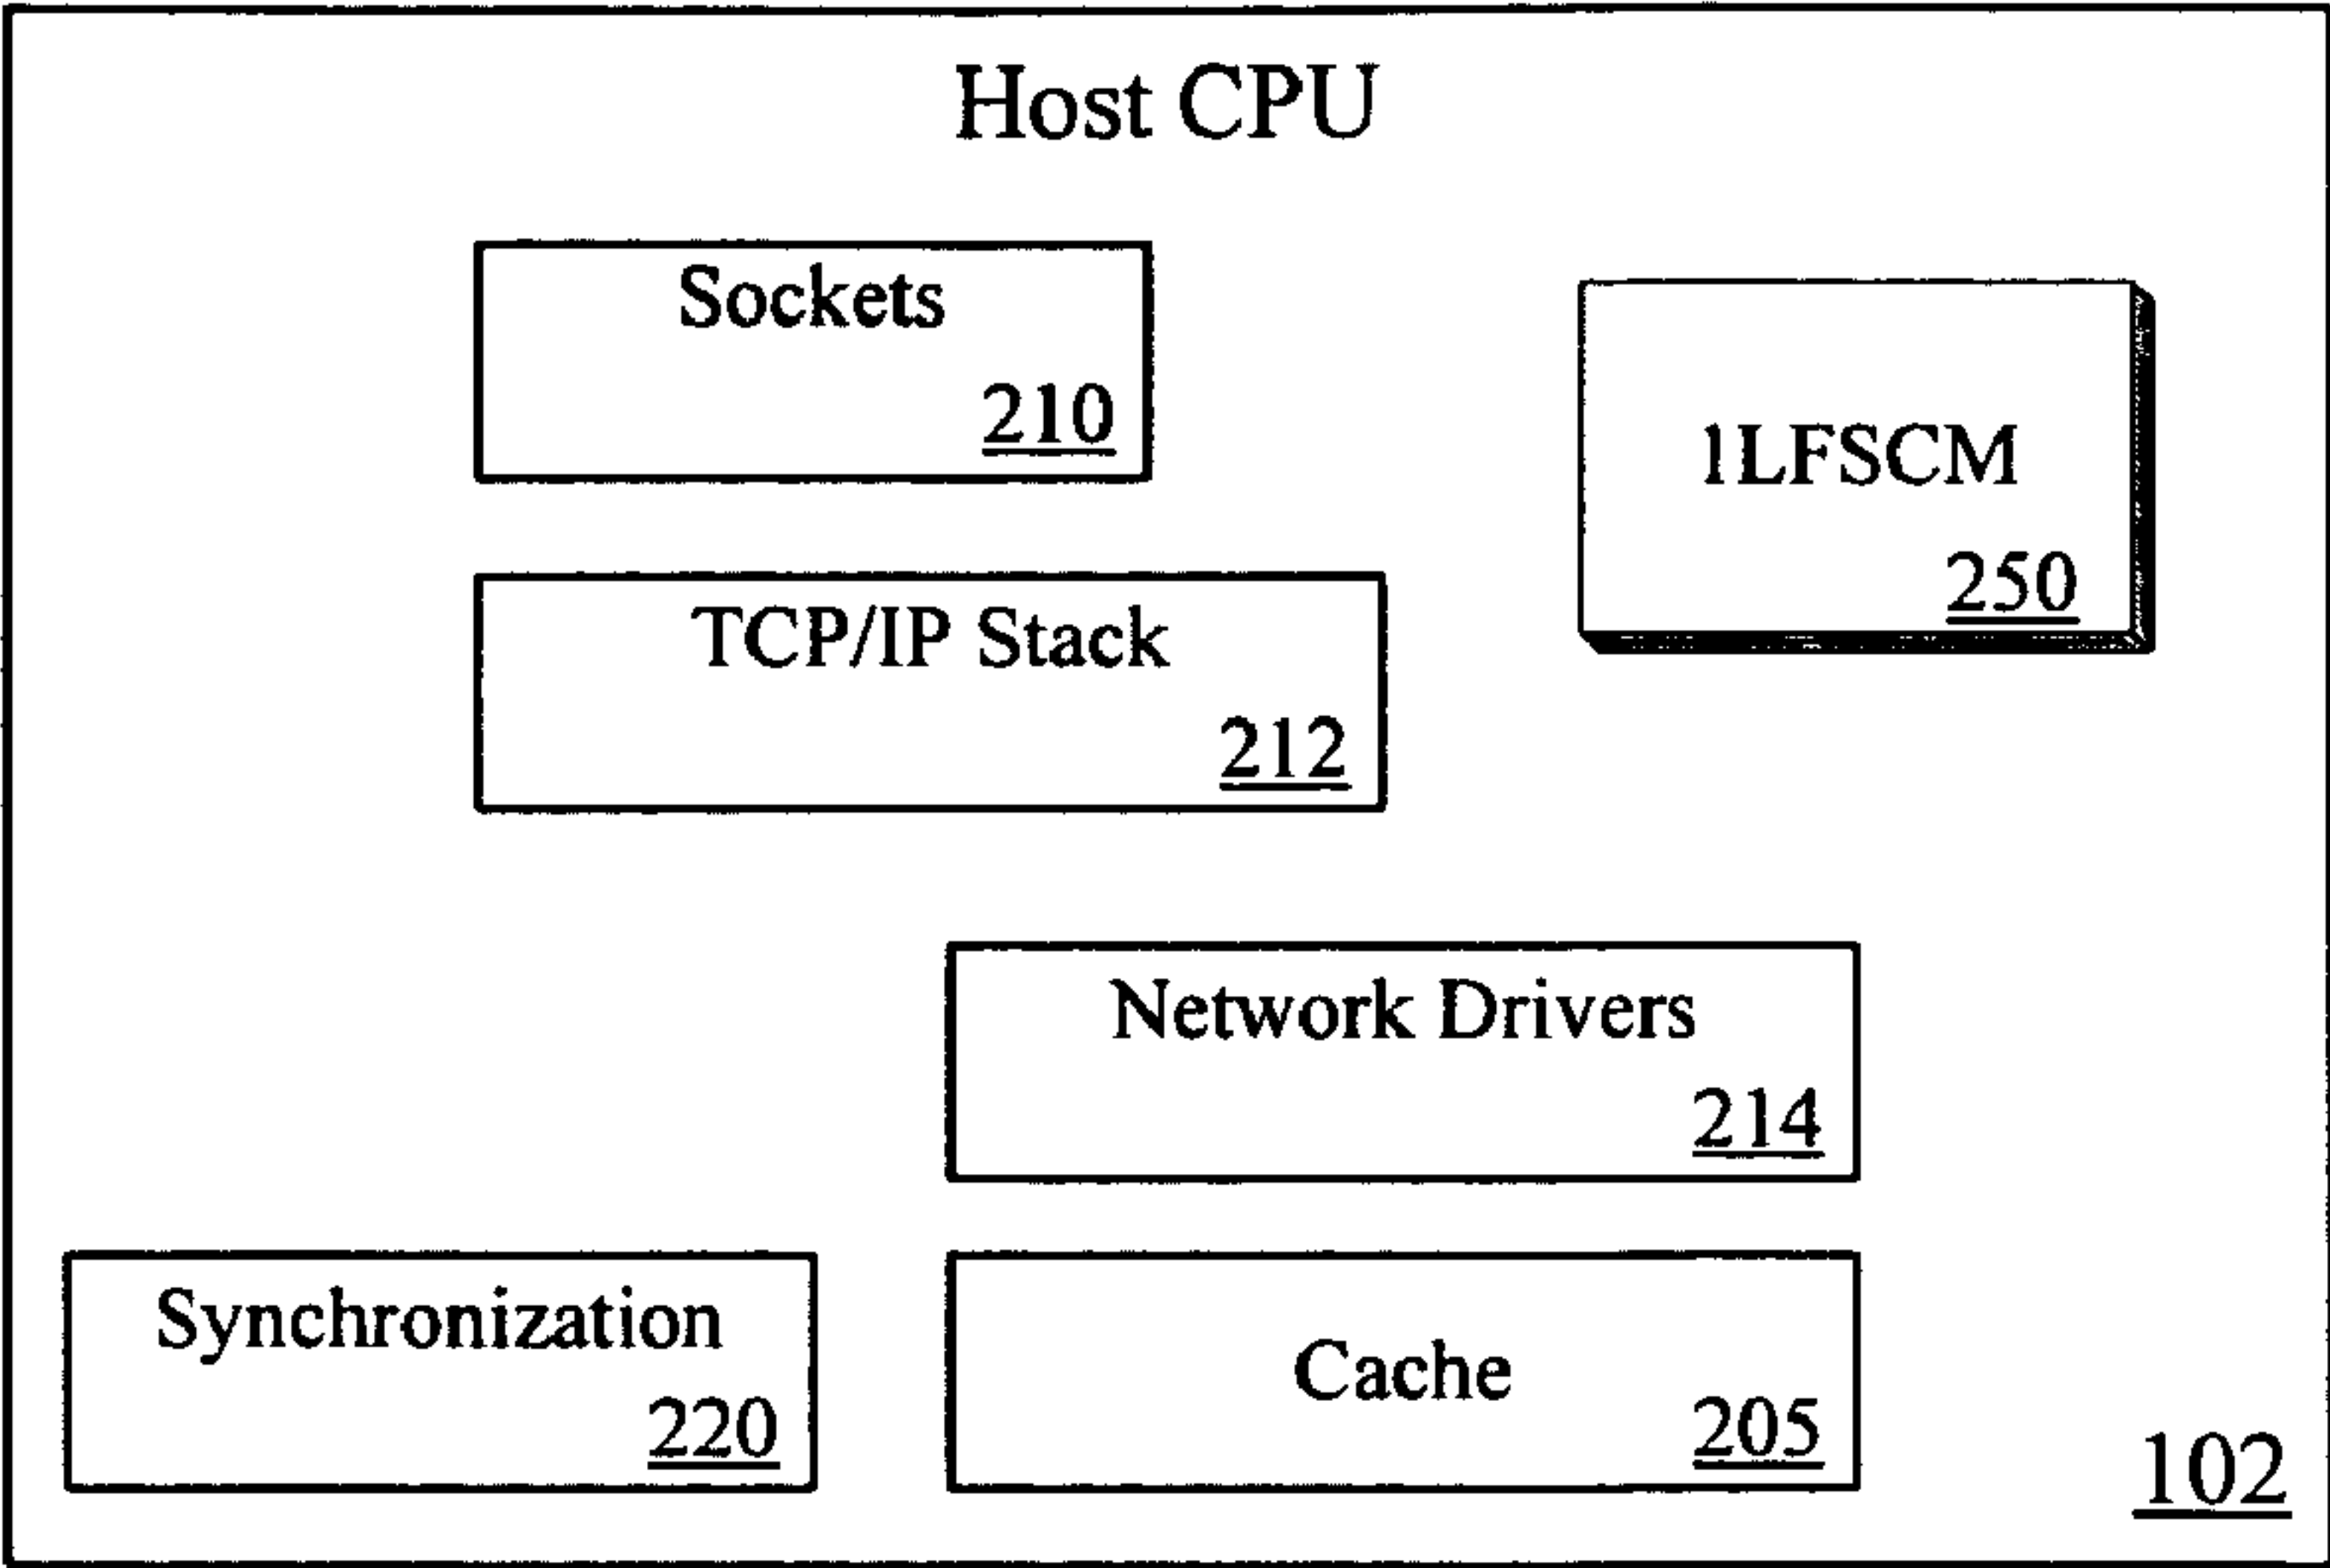 Host CPU
Sockets
210
1LFSCM
250
TCP/IP Stack
212
Network Drivers
214
Synchronization
220
Cache
205
102